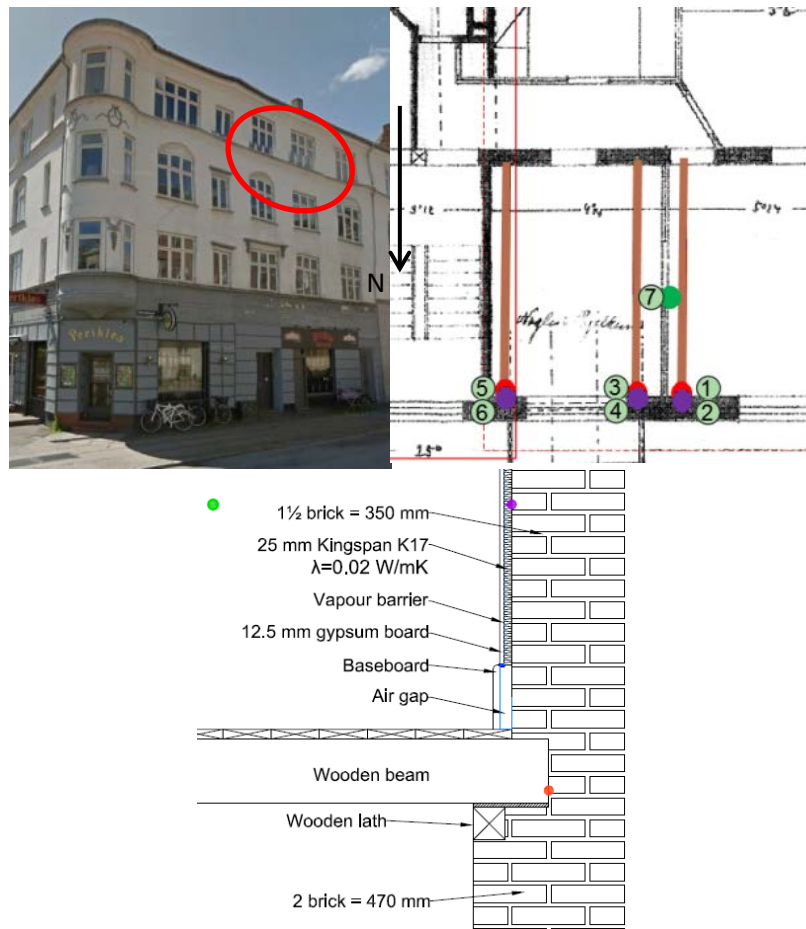 Perikles
N
7
5
3
1
6
4
2
1½ brick = 350 mm
25 mm Kingspan K17
λ=0.02 W/mK
Vapour barrier
12.5 mm gypsum board
Baseboard
Air gap
Wooden beam
Wooden lath
2 brick = 470 mm